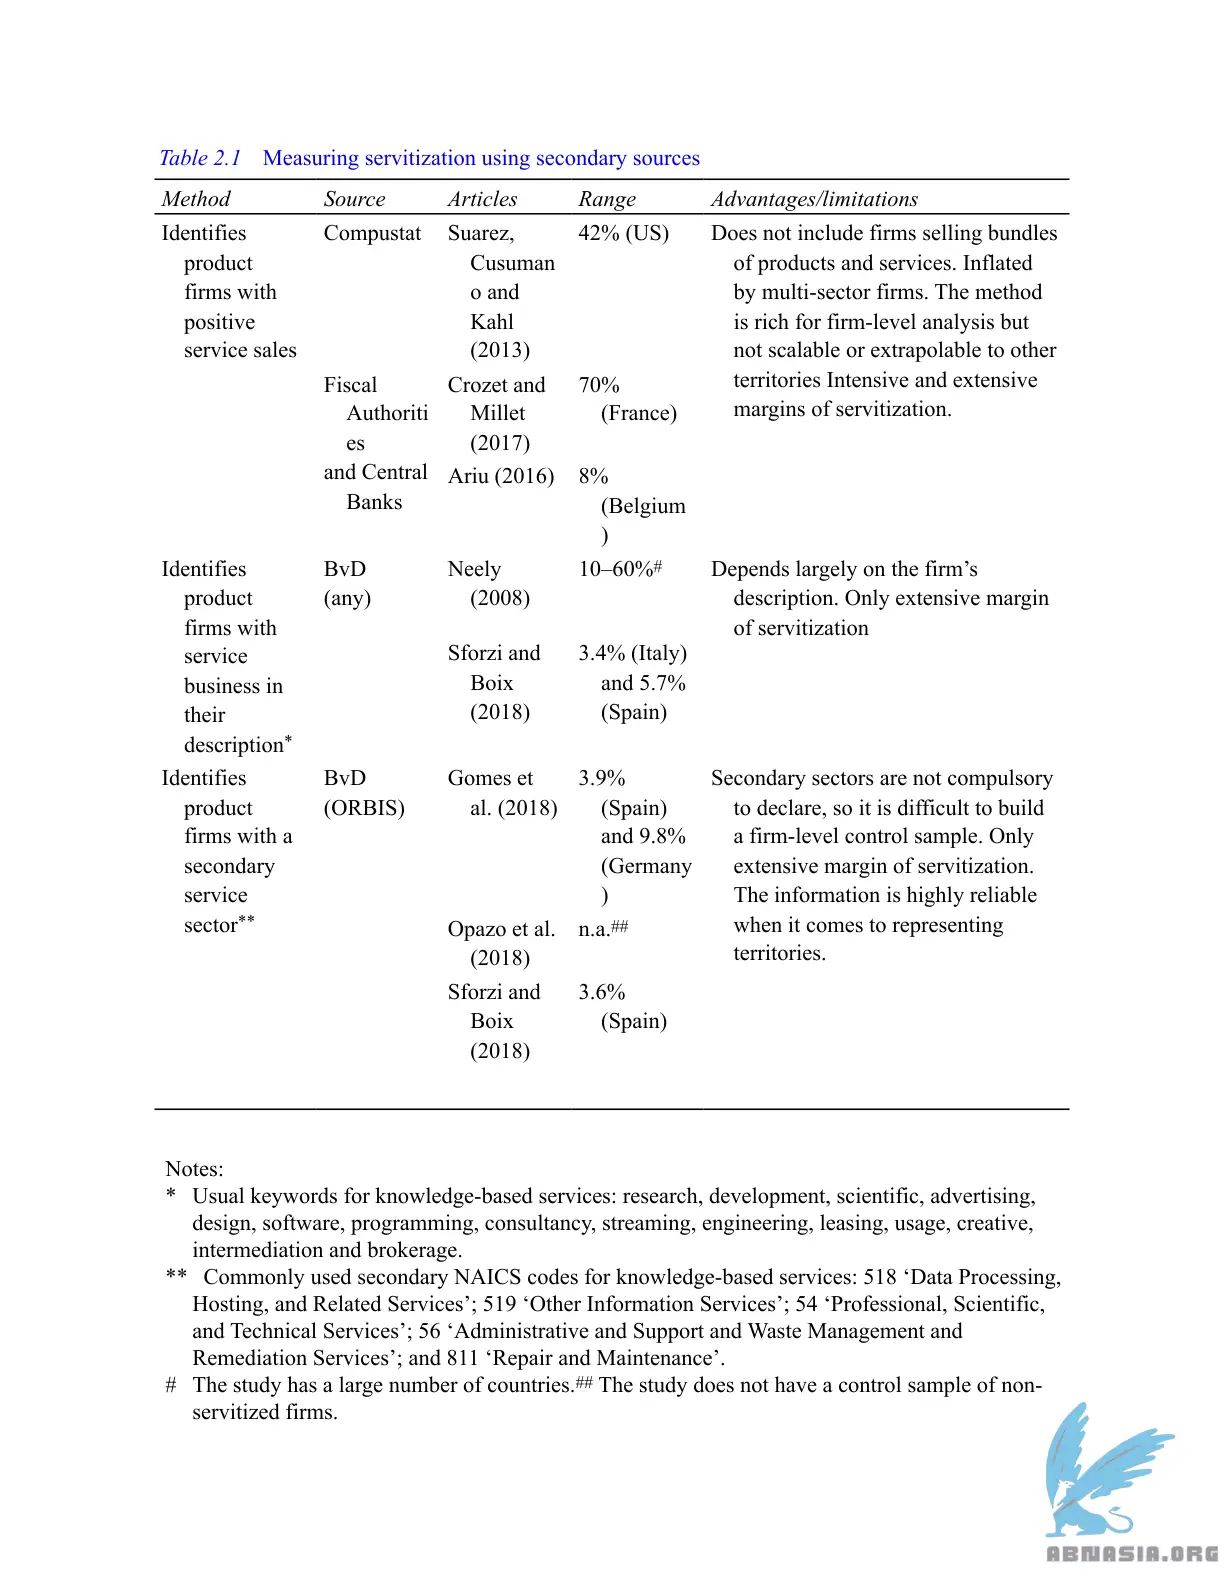 Table 2.1 Measuring servitization using secondary sources
Method Source Articles Range Advantages/limitations
Identifies
product
firms with
positive
service sales
Compustat
Suarez,
Cusuman
o and
Kahl
(2013)
42% (US)
Does not include firms selling bundles
of products and services. Inflated
by multi-sector firms. The method
is rich for firm-level analysis but
not scalable or extrapolable to other
territories Intensive and extensive
margins of servitization.
Fiscal
Authoriti
es
and Central
Banks
Crozet and
Millet
(2017)
70%
(France)
Ariu (2016)
8%
(Belgium
)
Identifies
product
firms with
service
business in
their
description*
BvD
(any)
Neely
(2008)
10–60%#
Depends largely on the firm’s
description. Only extensive margin
of servitization
Sforzi and
Boix
(2018)
3.4% (Italy)
and 5.7%
(Spain)
Identifies
product
firms with a
secondary
service
sector**
BvD
(ORBIS)
Gomes et
al. (2018)
3.9%
(Spain)
and 9.8%
(Germany
)
Secondary sectors are not compulsory
to declare, so it is difficult to build
a firm-level control sample. Only
extensive margin of servitization.
The information is highly reliable
when it comes to representing
territories.
Opazo et al.
(2018)
n.a.##
Sforzi and
Boix
(2018)
3.6%
(Spain)
Notes:
* Usual keywords for knowledge-based services: research, development, scientific, advertising,
design, software, programming, consultancy, streaming, engineering, leasing, usage, creative,
intermediation and brokerage.
** Commonly used secondary NAICS codes for knowledge-based services: 518 ‘Data Processing,
Hosting, and Related Services’; 519 ‘Other Information Services’; 54 ‘Professional, Scientific,
and Technical Services’; 56 ‘Administrative and Support and Waste Management and
Remediation Services’; and 811 ‘Repair and Maintenance’.
# The study has a large number of countries.## The study does not have a control sample of non-
servitized firms.
ABNASIA.ORG